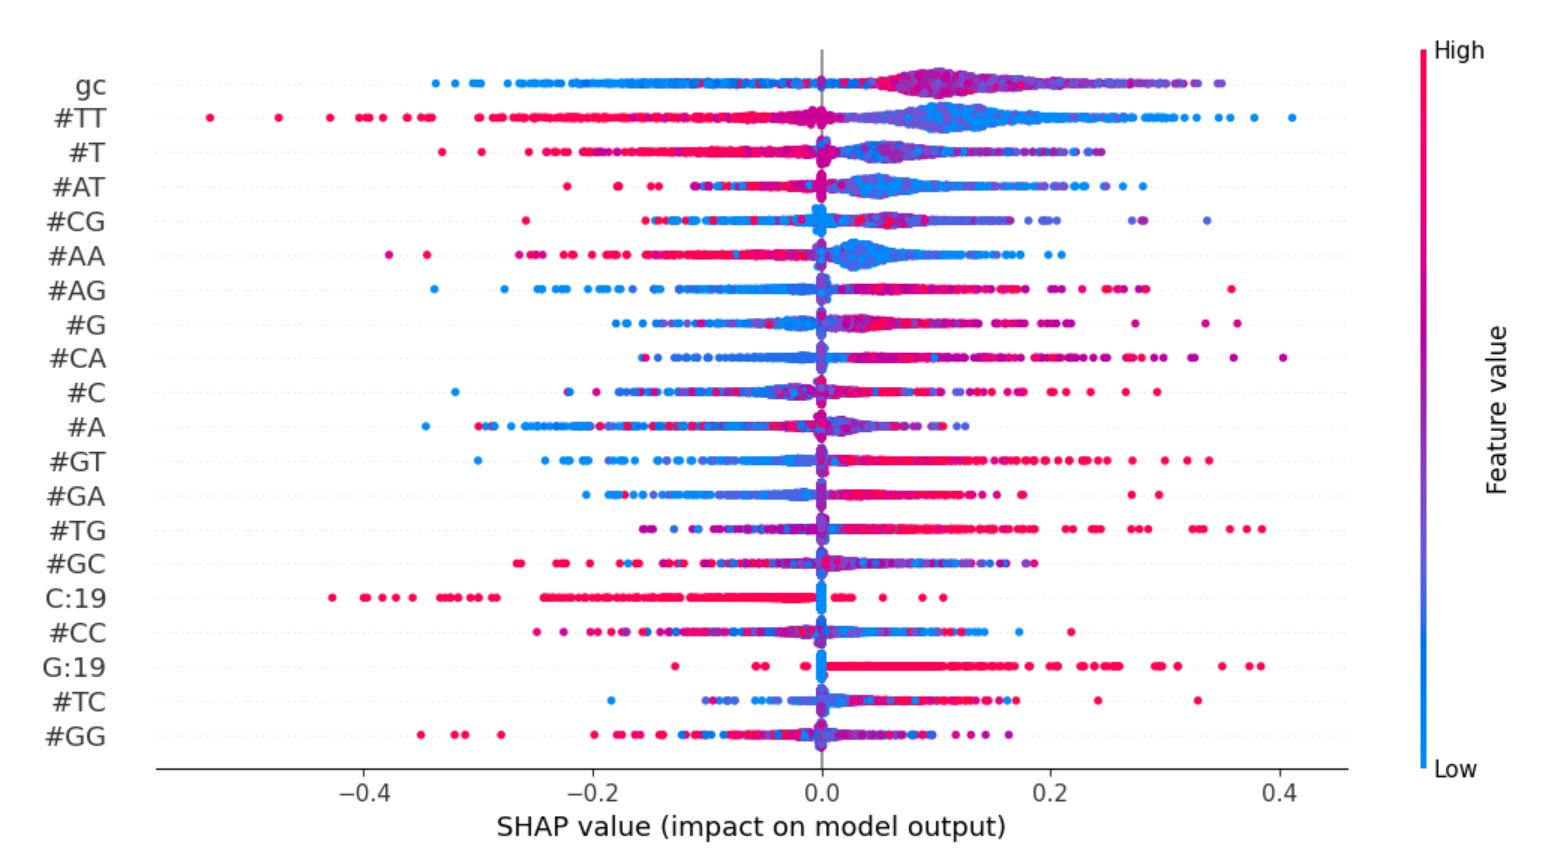 High
gc
#TT
#T
#AT
#CG
#AA
#AG
#G
#CA
#C
#A
#GT
#GA
#TG
#GC
C:19
#CC
G:19
#TC
#GG
Feature value
Low
−0.4 −0.2 0.0 0.2 0.4
SHAP value (impact on model output)